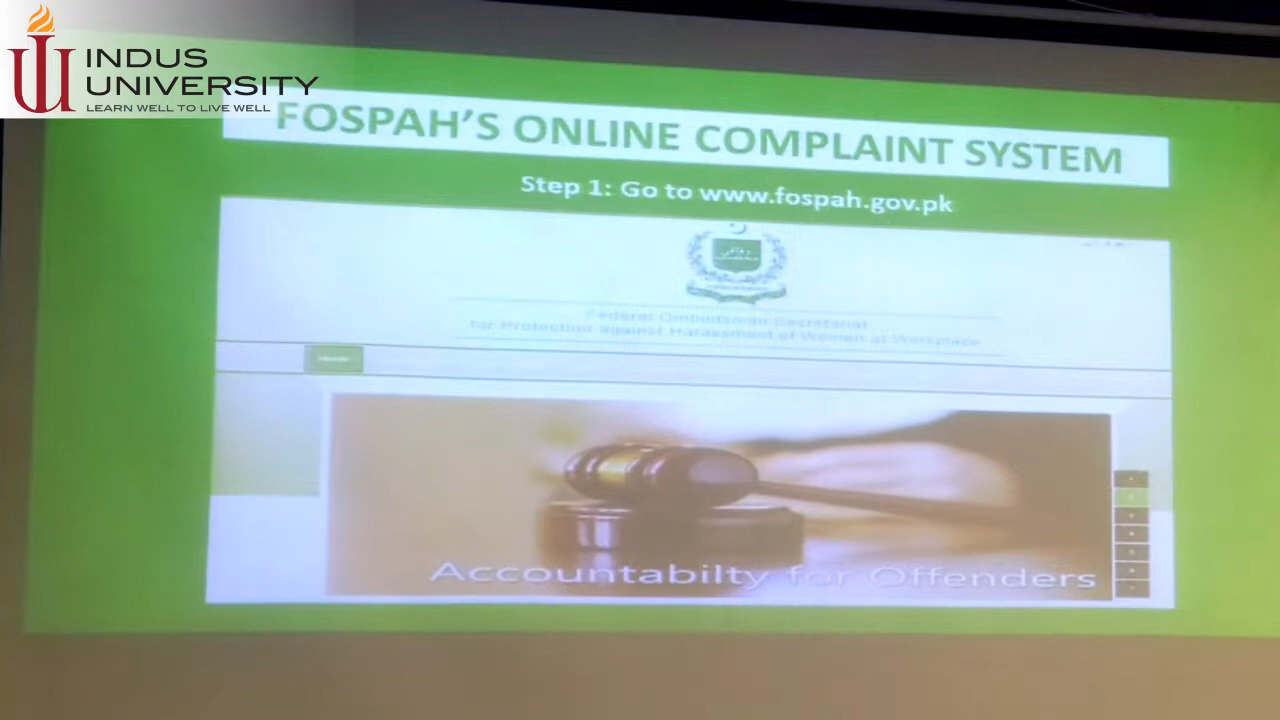 INDUS
UNIVERSITY
LEARN WELL TO LIVE WELL
FOSPAH'S ONLINE COMPLAINT SYSTEM
Step 1: Go to www.fospah.gov.pk
Federal Ombudsman Secretariat
for Protection against Harassment of Women at Workplace
Home
Accountabilty for Offenders